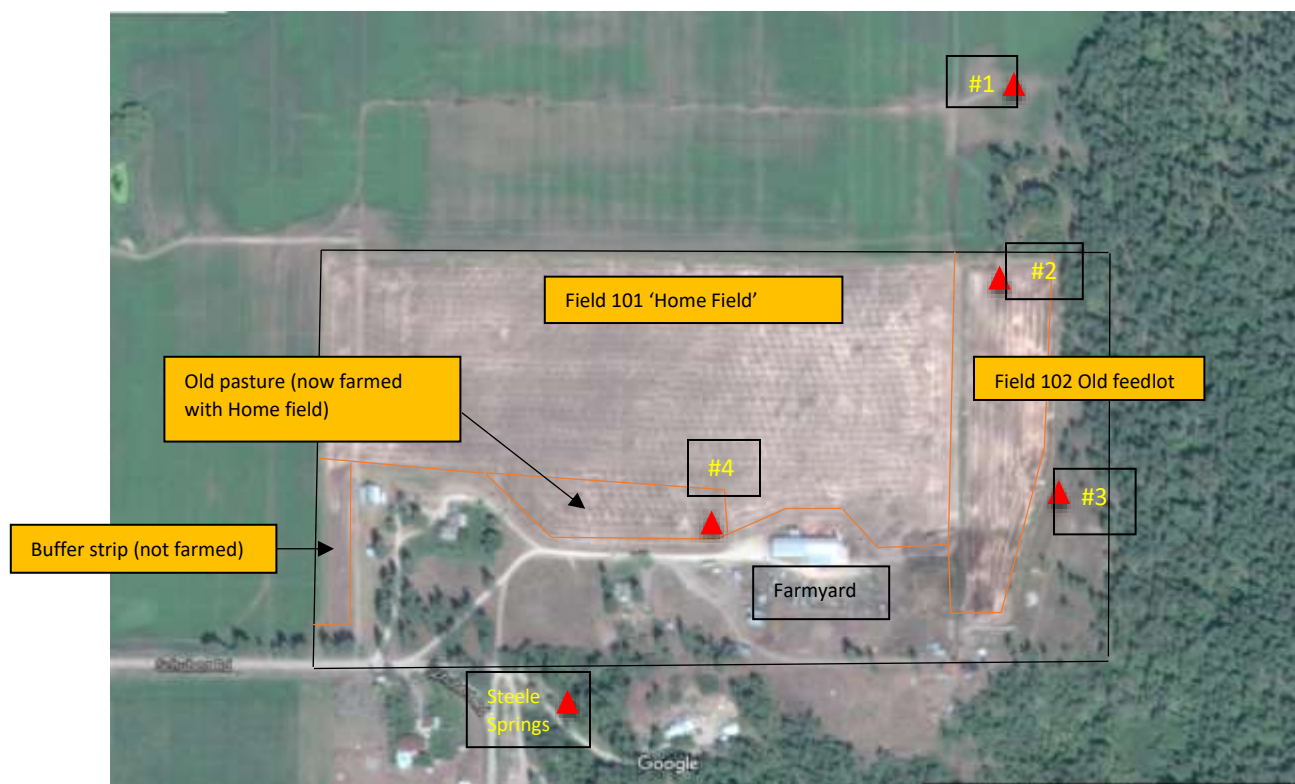 #1
#2
Field 101 ‘Home Field’
Old pasture (now farmed
with Home field)
Field 102 Old feedlot
#4
#3
Buffer strip (not farmed)
Farmyard
Steele
Springs
Google